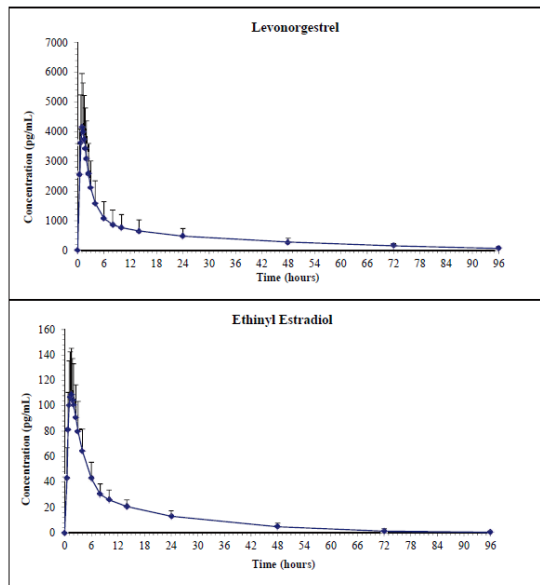 Levonorgestrel
7000
6000
5000
4000
3000
2000
1000
0
Concentration (pg/mL)
0 6 12 18 24 30 36 42 48 54 60 66 72 78 84 90 96
Time (hours)
Ethinyl Estradiol
160
140
120
100
80
60
40
20
0
Concentration (pg/mL)
0 6 12 18 24 30 36 42 48 54 60 66 72 78 84 90 96
Time (hours)